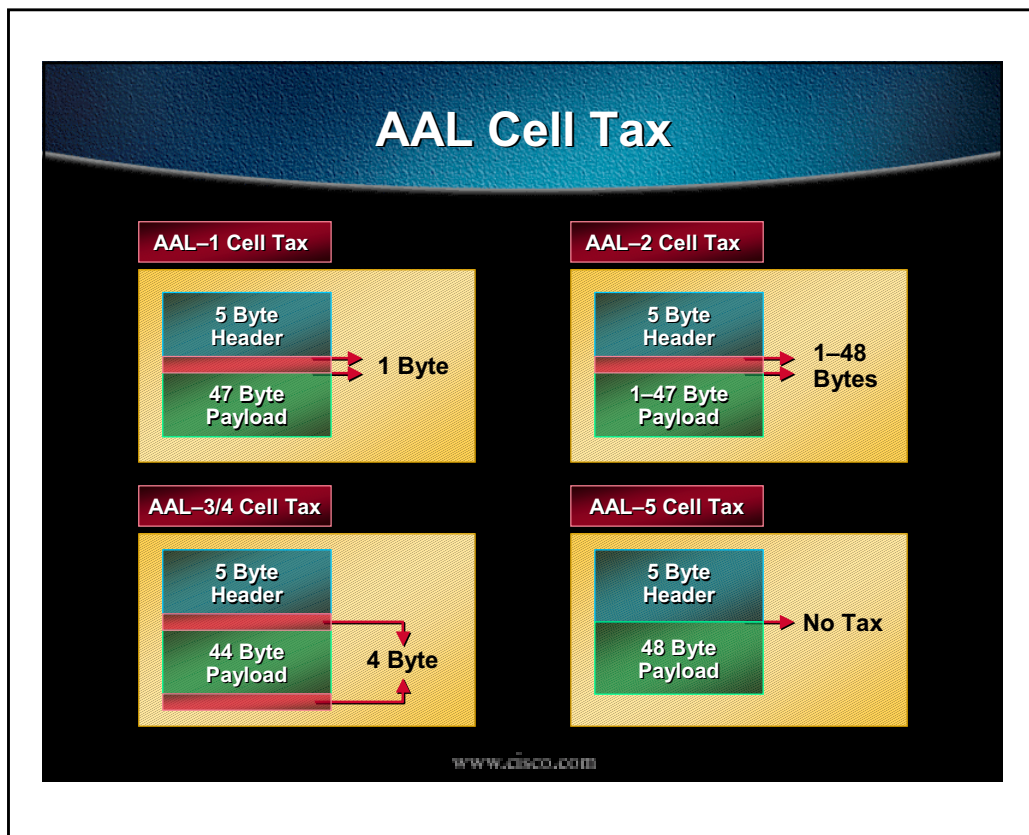 AAL Cell Tax
AAL–1 Cell Tax
5 Byte
Header
47 Byte
Payload
1 Byte
AAL–2 Cell Tax
5 Byte
Header
1–47 Byte
Payload
1–48
Bytes
AAL–3/4 Cell Tax
5 Byte
Header
44 Byte
Payload
4 Byte
AAL–5 Cell Tax
5 Byte
Header
48 Byte
Payload
No Tax
www.cisco.com